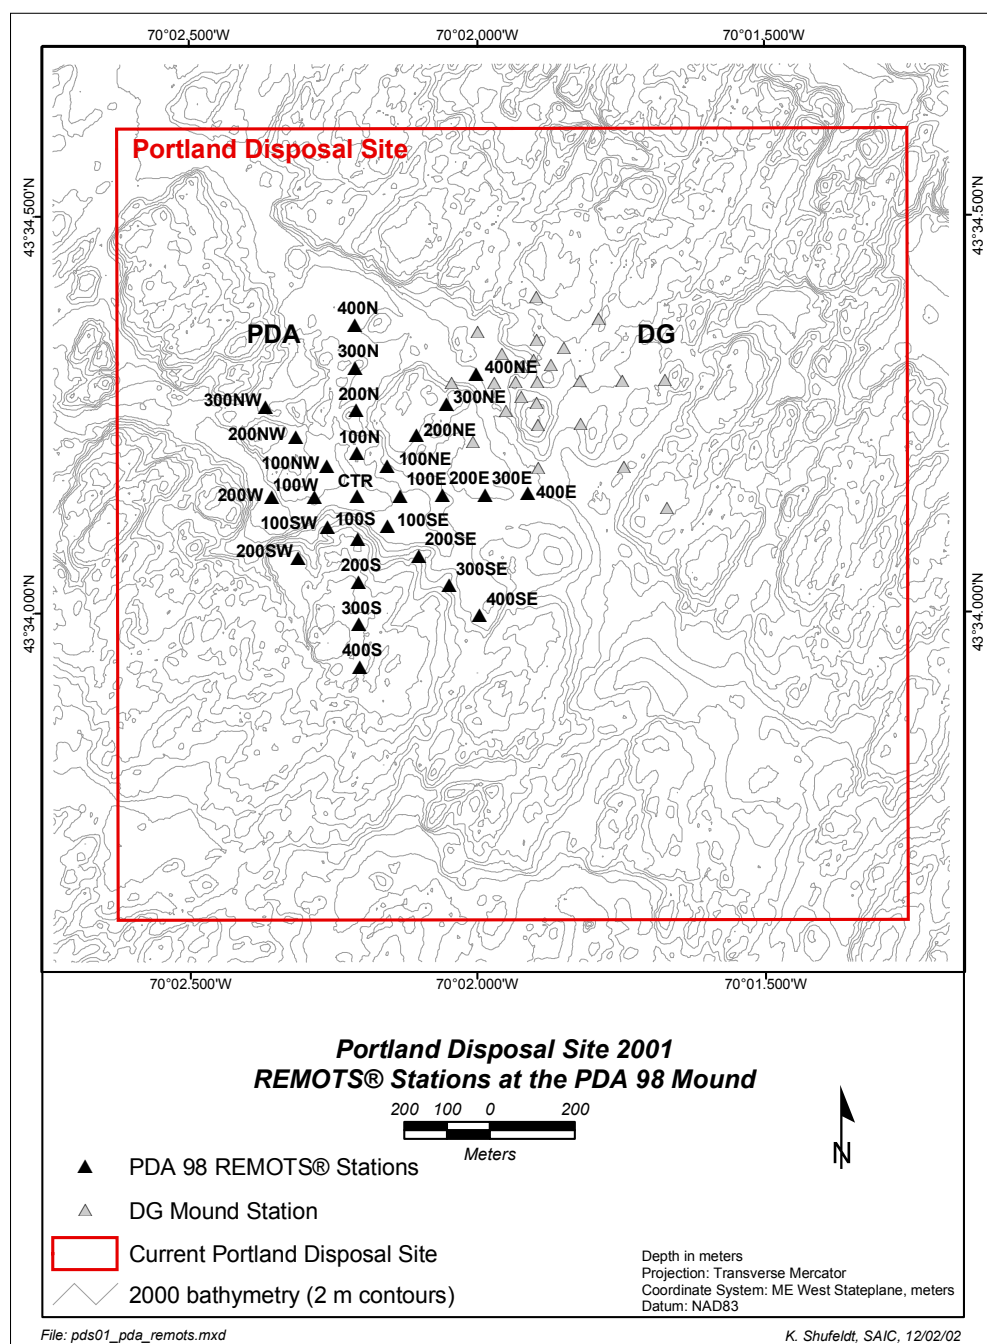 70°02.500'W 70°02.000'W 70°01.500'W
Portland Disposal Site
43°34.500'N
43°34.500'N
400N
PDA
DG
300N
400NE
300NW
200N
300NE
200NW
100N
200NE
100NW
100NE
200W
100W
CTR
100E
200E
300E
400E
100SW
100S
100SE
200SW
200S
200SE
300SE
43°34.000'N
43°34.000'N
300S
400SE
400S
70°02.500'W 70°02.000'W 70°01.500'W
Portland Disposal Site 2001
REMOTS® Stations at the PDA 98 Mound
200 100 0 200
Meters
N
PDA 98 REMOTS® Stations
DG Mound Station
Current Portland Disposal Site
2000 bathymetry (2 m contours)
Depth in meters
Projection: Transverse Mercator
Coordinate System: ME West Stateplane, meters
Datum: NAD83
File: pds01_pda_remots.mxd
K. Shufeldt, SAIC, 12/02/02